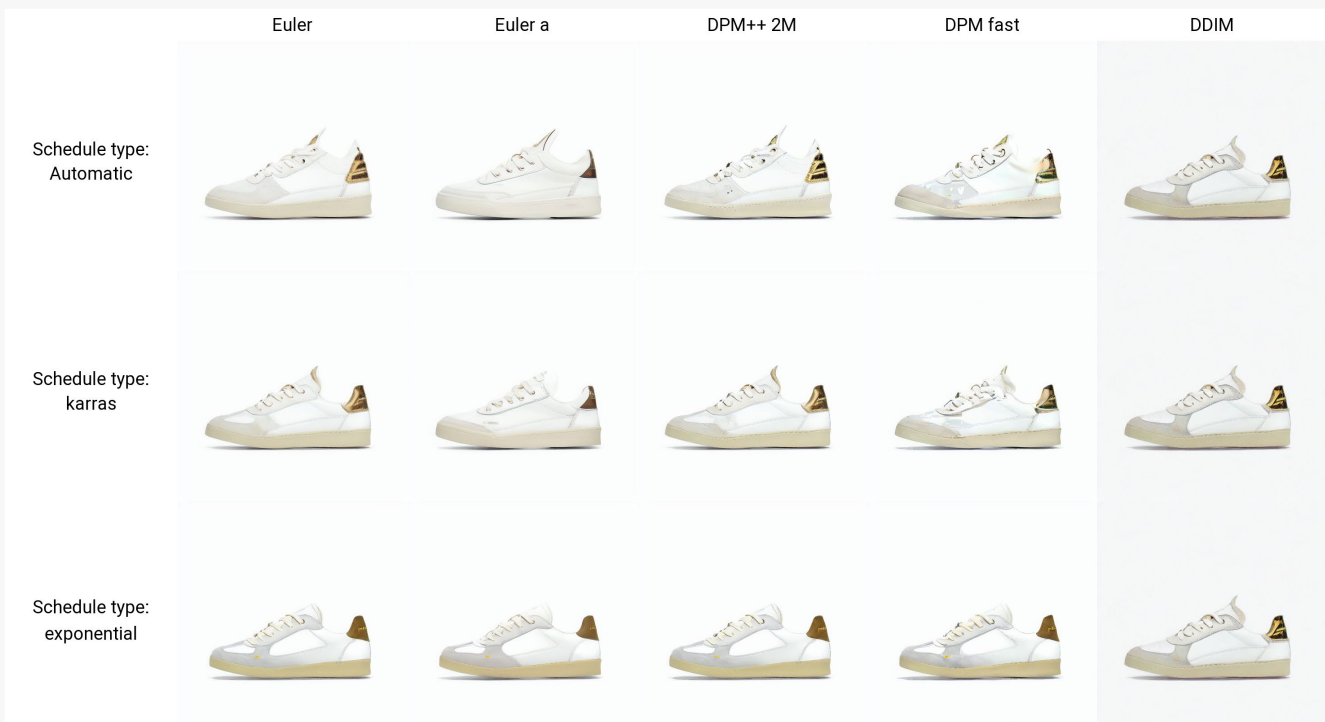 Euler
Euler a
DPM++ 2M
DPM fast
DDIM
Schedule type:
Automatic
Schedule type:
karras
Schedule type:
exponential